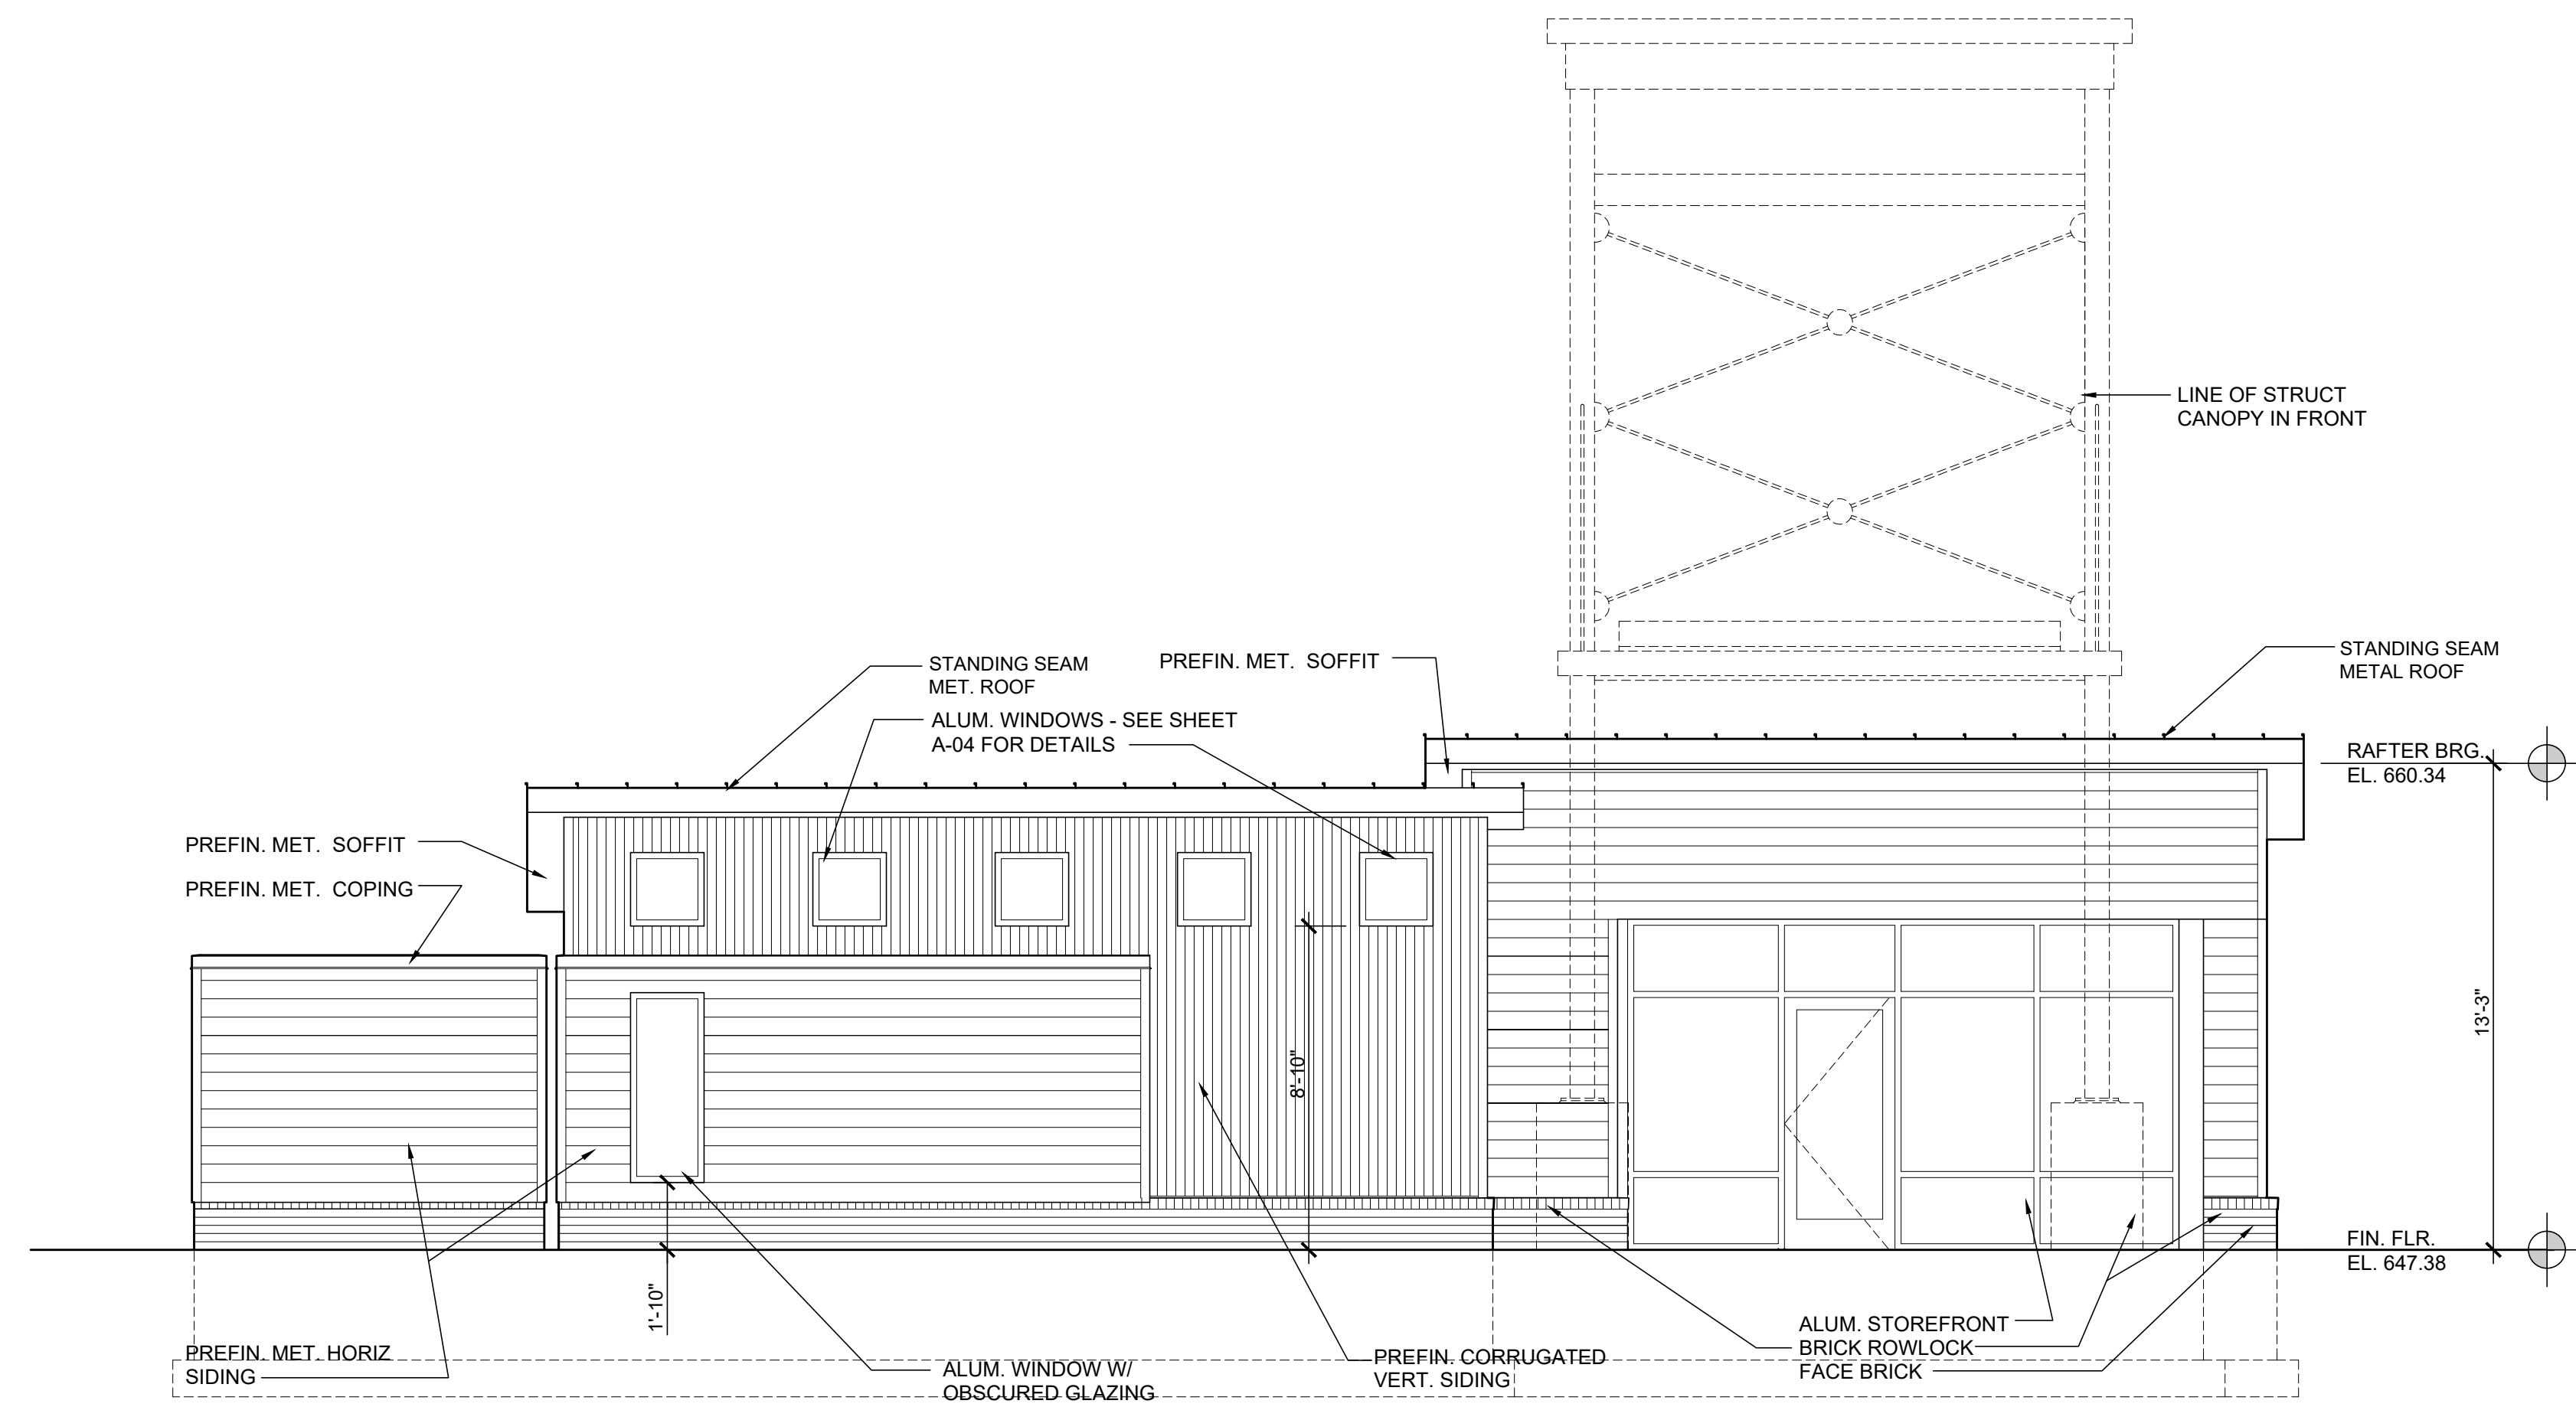 LINE OF STRUCT
CANOPY IN FRONT
STANDING SEAM
MET. ROOF
PREFIN. MET. SOFFIT
STANDING SEAM
METAL ROOF
ALUM. WINDOWS - SEE SHEET
A-04 FOR DETAILS
RAFTER BRG.
EL. 660.34
PREFIN. MET. SOFFIT
PREFIN. MET. COPING
13'-3"
8'-10"
FIN. FLR.
EL. 647.38
1'-10"
PREFIN. MET. HORIZ
SIDING
ALUM. WINDOW W/
OBSCURED GLAZING
PREFIN. CORRUGATED
VERT. SIDING
ALUM. STOREFRONT
BRICK ROWLOCK
FACE BRICK